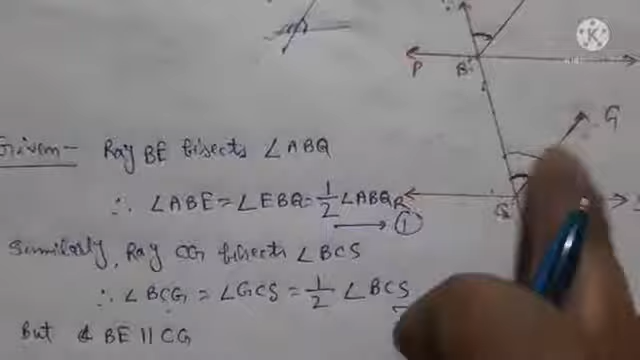 P B
G
Given- Ray BE bisects ∠ABQ
∴ ∠ABE = ∠EBQ = 1/2 ∠ABQ
→ ①
R
Similarly, Ray CG bisects ∠BCS
∴ ∠BCG = ∠GCS = 1/2 ∠BCS
But BE || CG